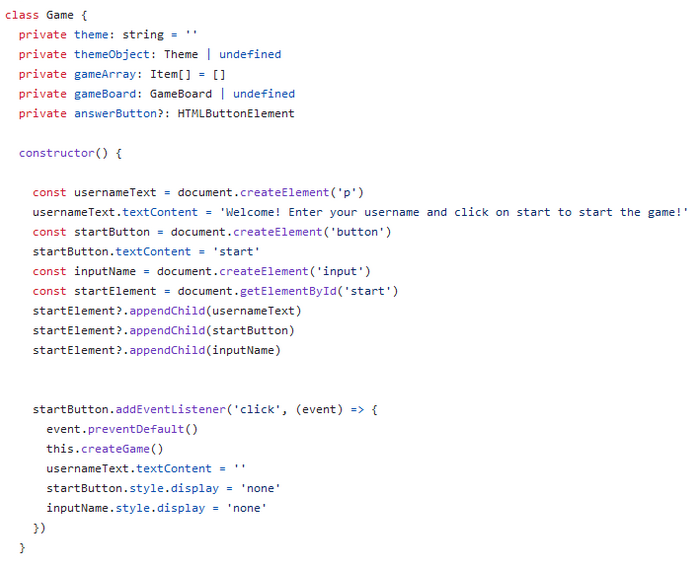 class Game {
  private theme: string = ''
  private themeObject: Theme | undefined
  private gameArray: Item[] = []
  private gameBoard: GameBoard | undefined
  private answerButton?: HTMLButtonElement

  constructor() {

    const usernameText = document.createElement('p')
    usernameText.textContent = 'Welcome! Enter your username and click on start to start the game!'
    const startButton = document.createElement('button')
    startButton.textContent = 'start'
    const inputName = document.createElement('input')
    const startElement = document.getElementById('start')
    startElement?.appendChild(usernameText)
    startElement?.appendChild(startButton)
    startElement?.appendChild(inputName)


    startButton.addEventListener('click', (event) => {
      event.preventDefault()
      this.createGame()
      usernameText.textContent = ''
      startButton.style.display = 'none'
      inputName.style.display = 'none'
    })
  }